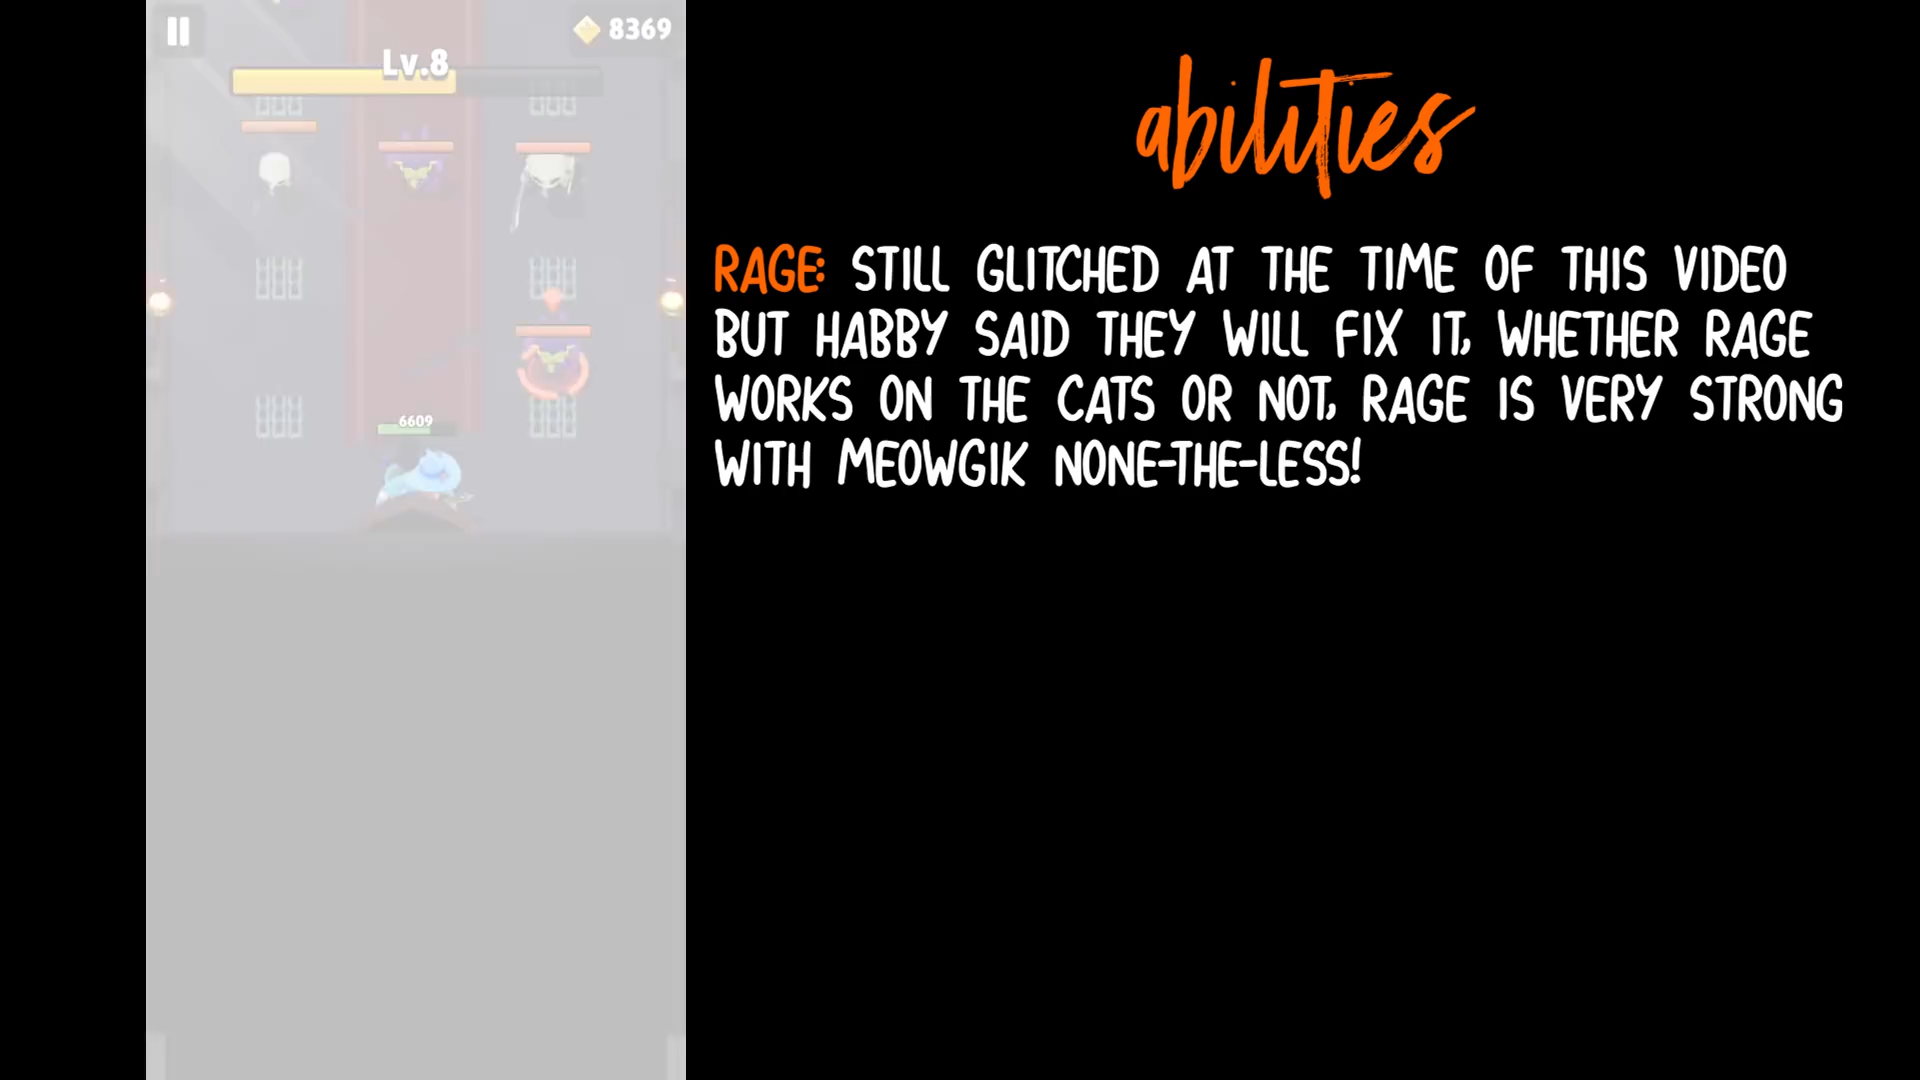 8369
Lv.8
6609
abilities
RAGE: STILL GLITCHED AT THE TIME OF THIS VIDEO
BUT HABBY SAID THEY WILL FIX IT, WHETHER RAGE
WORKS ON THE CATS OR NOT, RAGE IS VERY STRONG
WITH MEOWGIK NONE-THE-LESS!